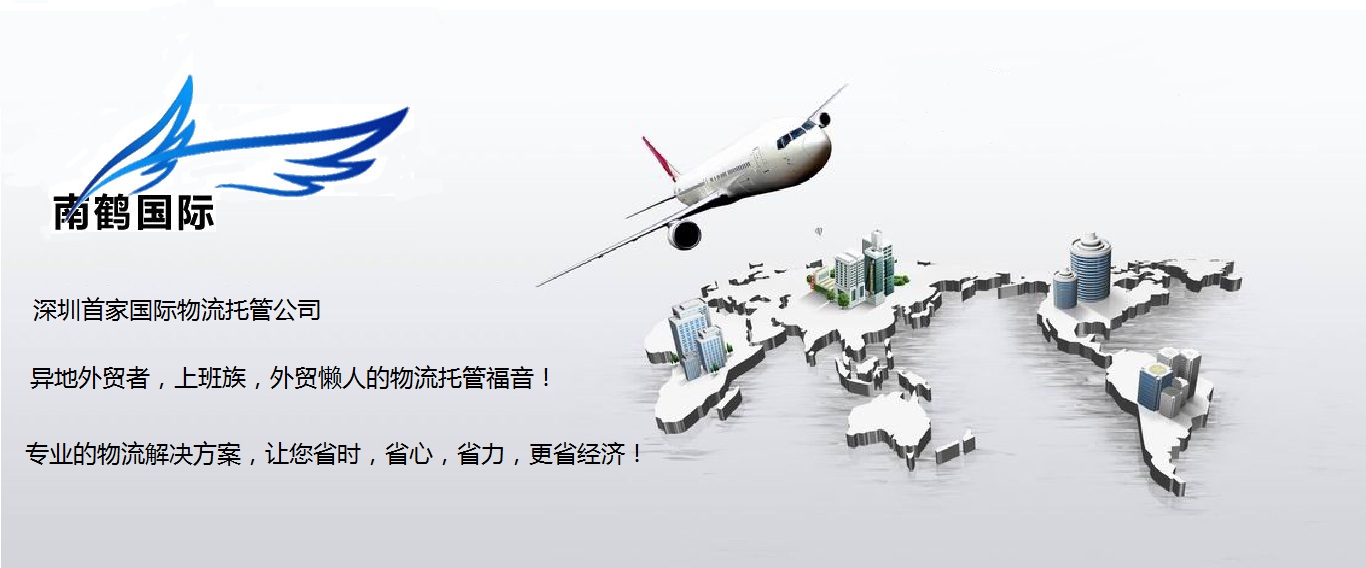 南鹤国际
深圳首家国际物流托管公司
异地外贸者，上班族，外贸懒人的物流托管福音！
专业的物流解决方案，让您省时，省心，省力，更省经济！